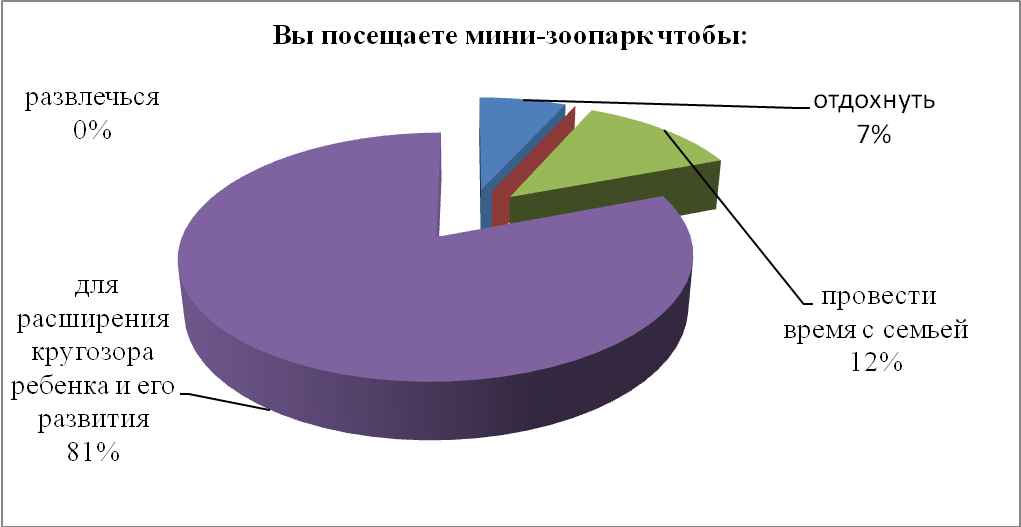 Вы посещаете мини-зоопарк чтобы:
развлечься
0%
отдохнуть
7%
провести
время с семьей
12%
для
расширения
кругозора
ребенка и его
развития
81%